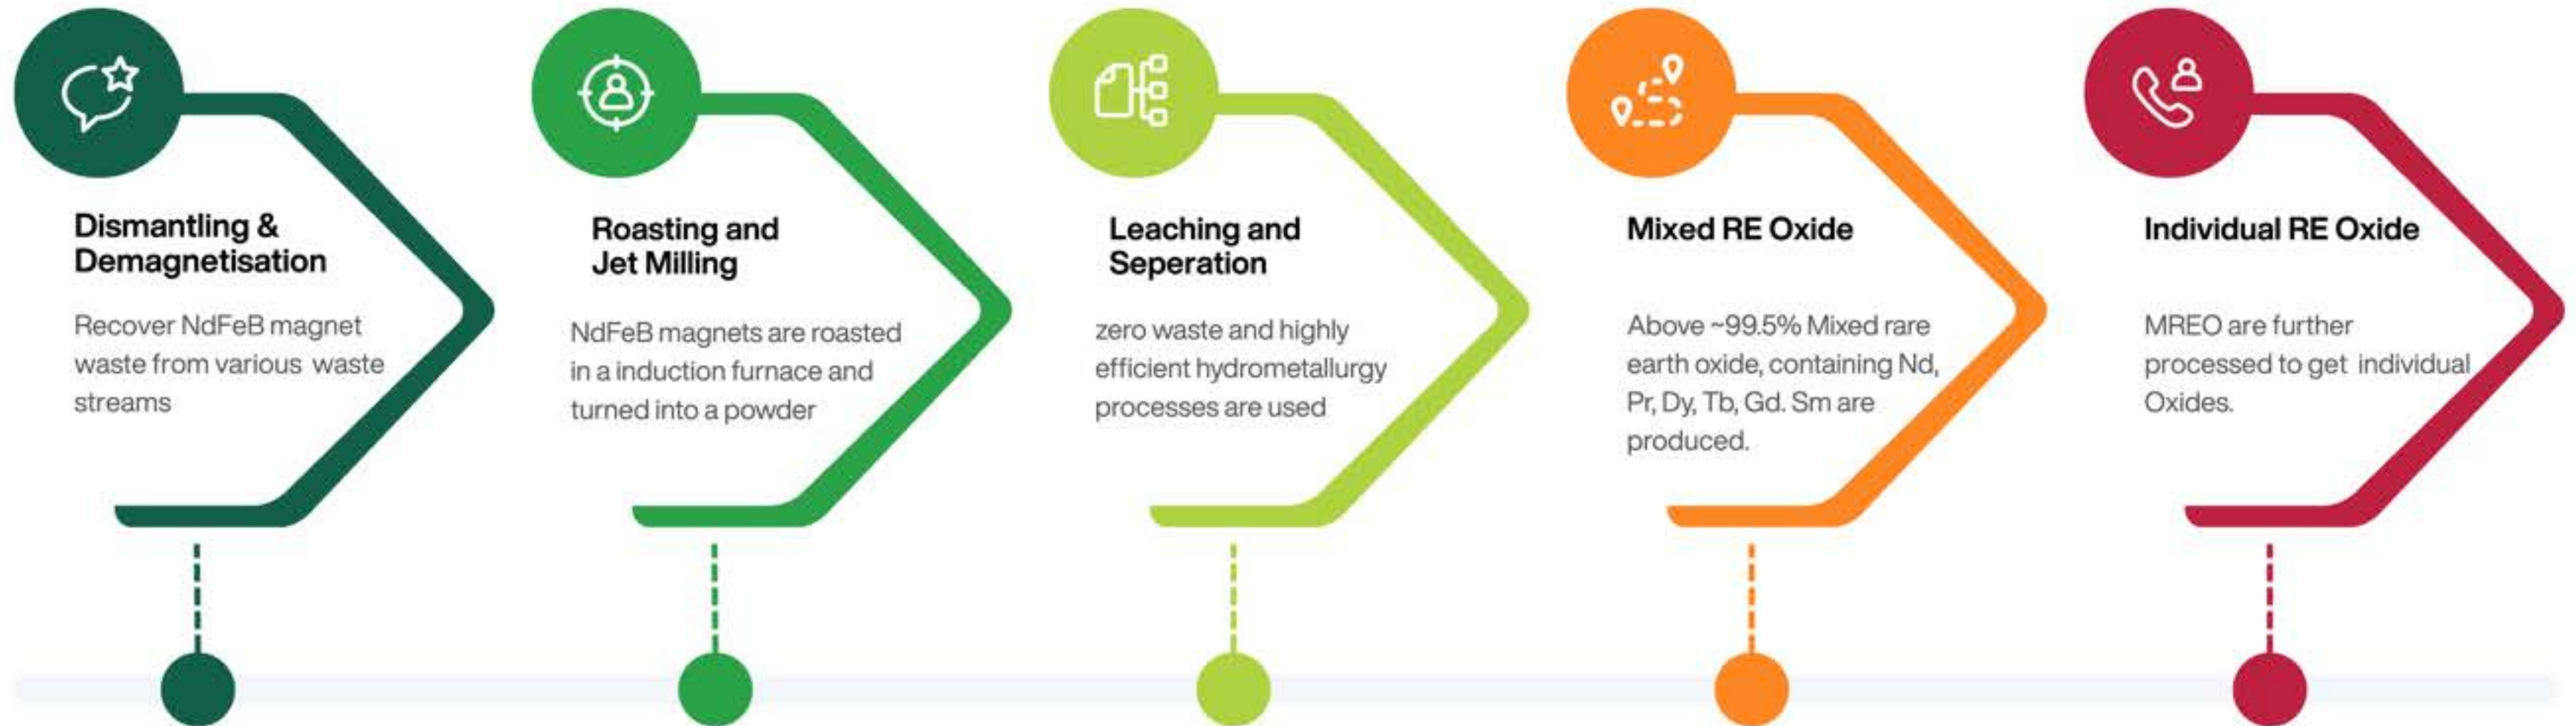 Dismantling &
Demagnetisation
Recover NdFeB magnet
waste from various waste
streams
Roasting and
Jet Milling
NdFeB magnets are roasted
in a induction furnace and
turned into a powder
Leaching and
Seperation
zero waste and highly
efficient hydrometallurgy
processes are used
Mixed RE Oxide
Above ~99.5% Mixed rare
earth oxide, containing Nd,
Pr, Dy, Tb, Gd. Sm are
produced.
Individual RE Oxide
MREO are further
processed to get individual
Oxides.